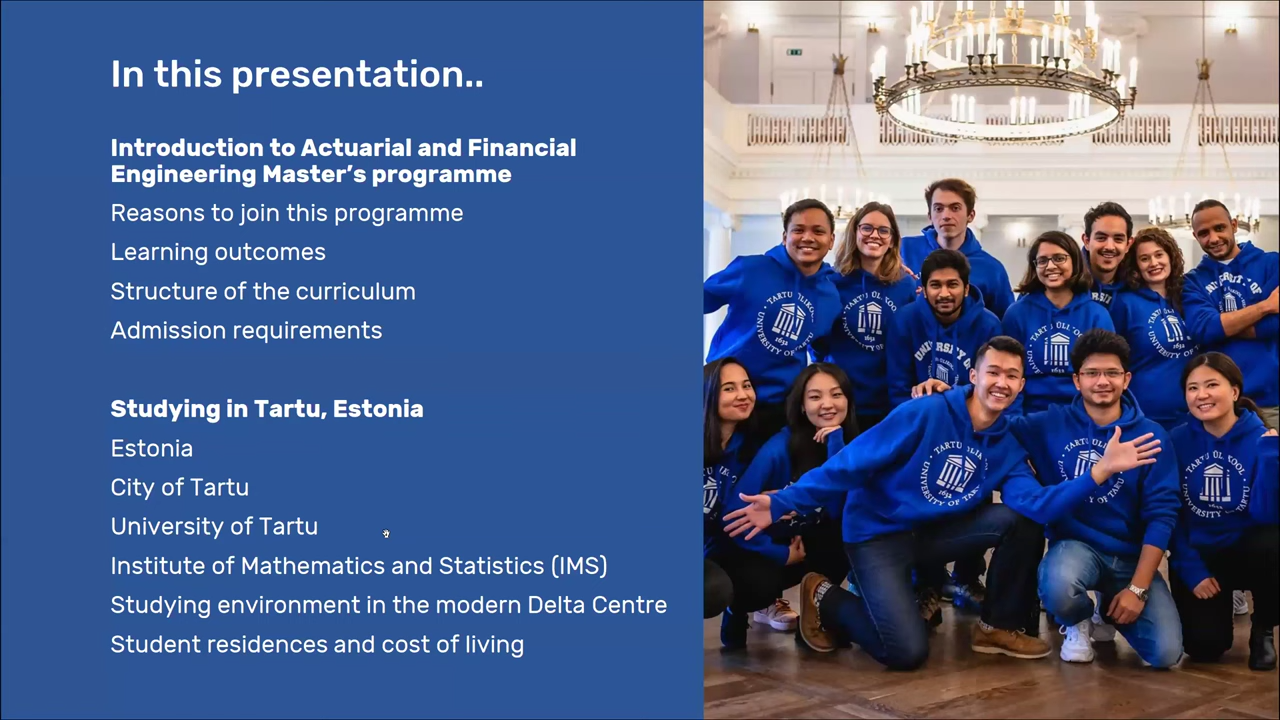 In this presentation..
Introduction to Actuarial and Financial
Engineering Master's programme
Reasons to join this programme
Learning outcomes
Structure of the curriculum
Admission requirements
Studying in Tartu, Estonia
Estonia
City of Tartu
University of Tartu
Institute of Mathematics and Statistics (IMS)
Studying environment in the modern Delta Centre
Student residences and cost of living